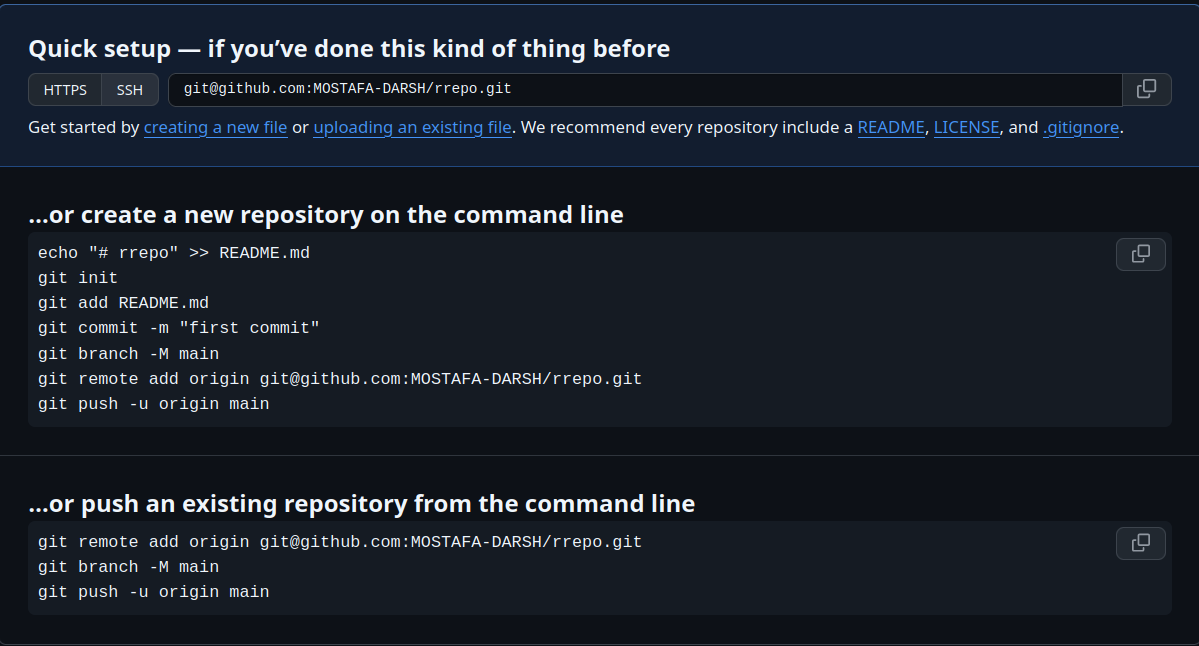 Quick setup — if you’ve done this kind of thing before
HTTPS SSH git@github.com:MOSTAFA-DARSH/rrepo.git
Get started by creating a new file or uploading an existing file. We recommend every repository include a README, LICENSE, and .gitignore.
…or create a new repository on the command line
echo "# rrepo" >> README.md
git init
git add README.md
git commit -m "first commit"
git branch -M main
git remote add origin git@github.com:MOSTAFA-DARSH/rrepo.git
git push -u origin main
…or push an existing repository from the command line
git remote add origin git@github.com:MOSTAFA-DARSH/rrepo.git
git branch -M main
git push -u origin main